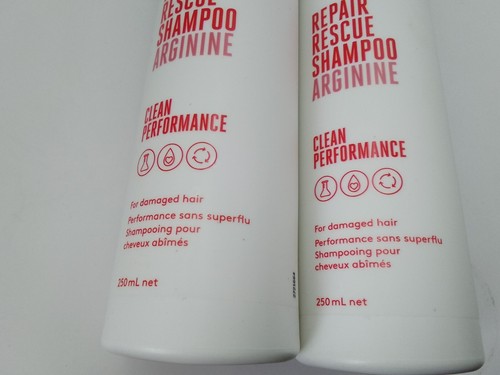 RESCUE
SHAMPOO
ARGININE
CLEAN
PERFORMANCE
For damaged hair
Performance sans superflu
Shampooing pour
cheveux abîmés
250 mL net
REPAIR
RESCUE
SHAMPOO
ARGININE
CLEAN
PERFORMANCE
For damaged hair
Performance sans superflu
Shampooing pour
cheveux abîmés
250 mL net